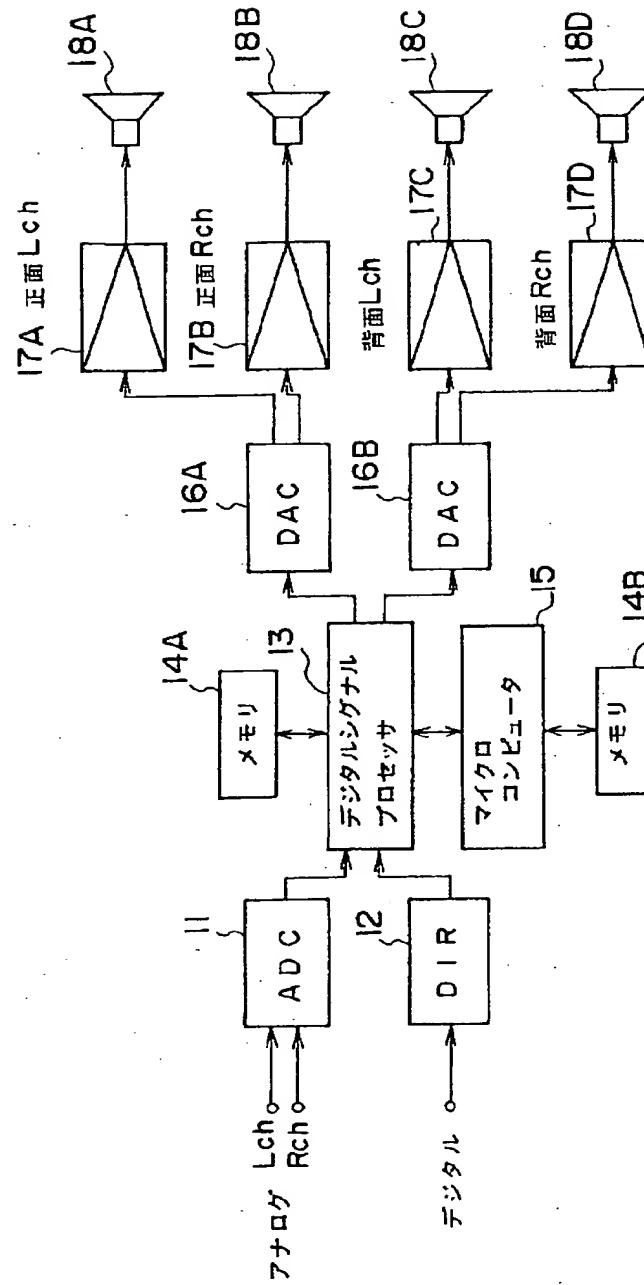 アナログ
Lch
Rch
デジタル
11
ADC
12
DIR
14A
メモリ
13
デジタルシグナル
プロセッサ
15
マイクロ
コンピュータ
14B
メモリ
16A
DAC
16B
DAC
17A 正面Lch
18A
17B 正面Rch
18B
背面Lch 17C
18C
背面Rch 17D
18D